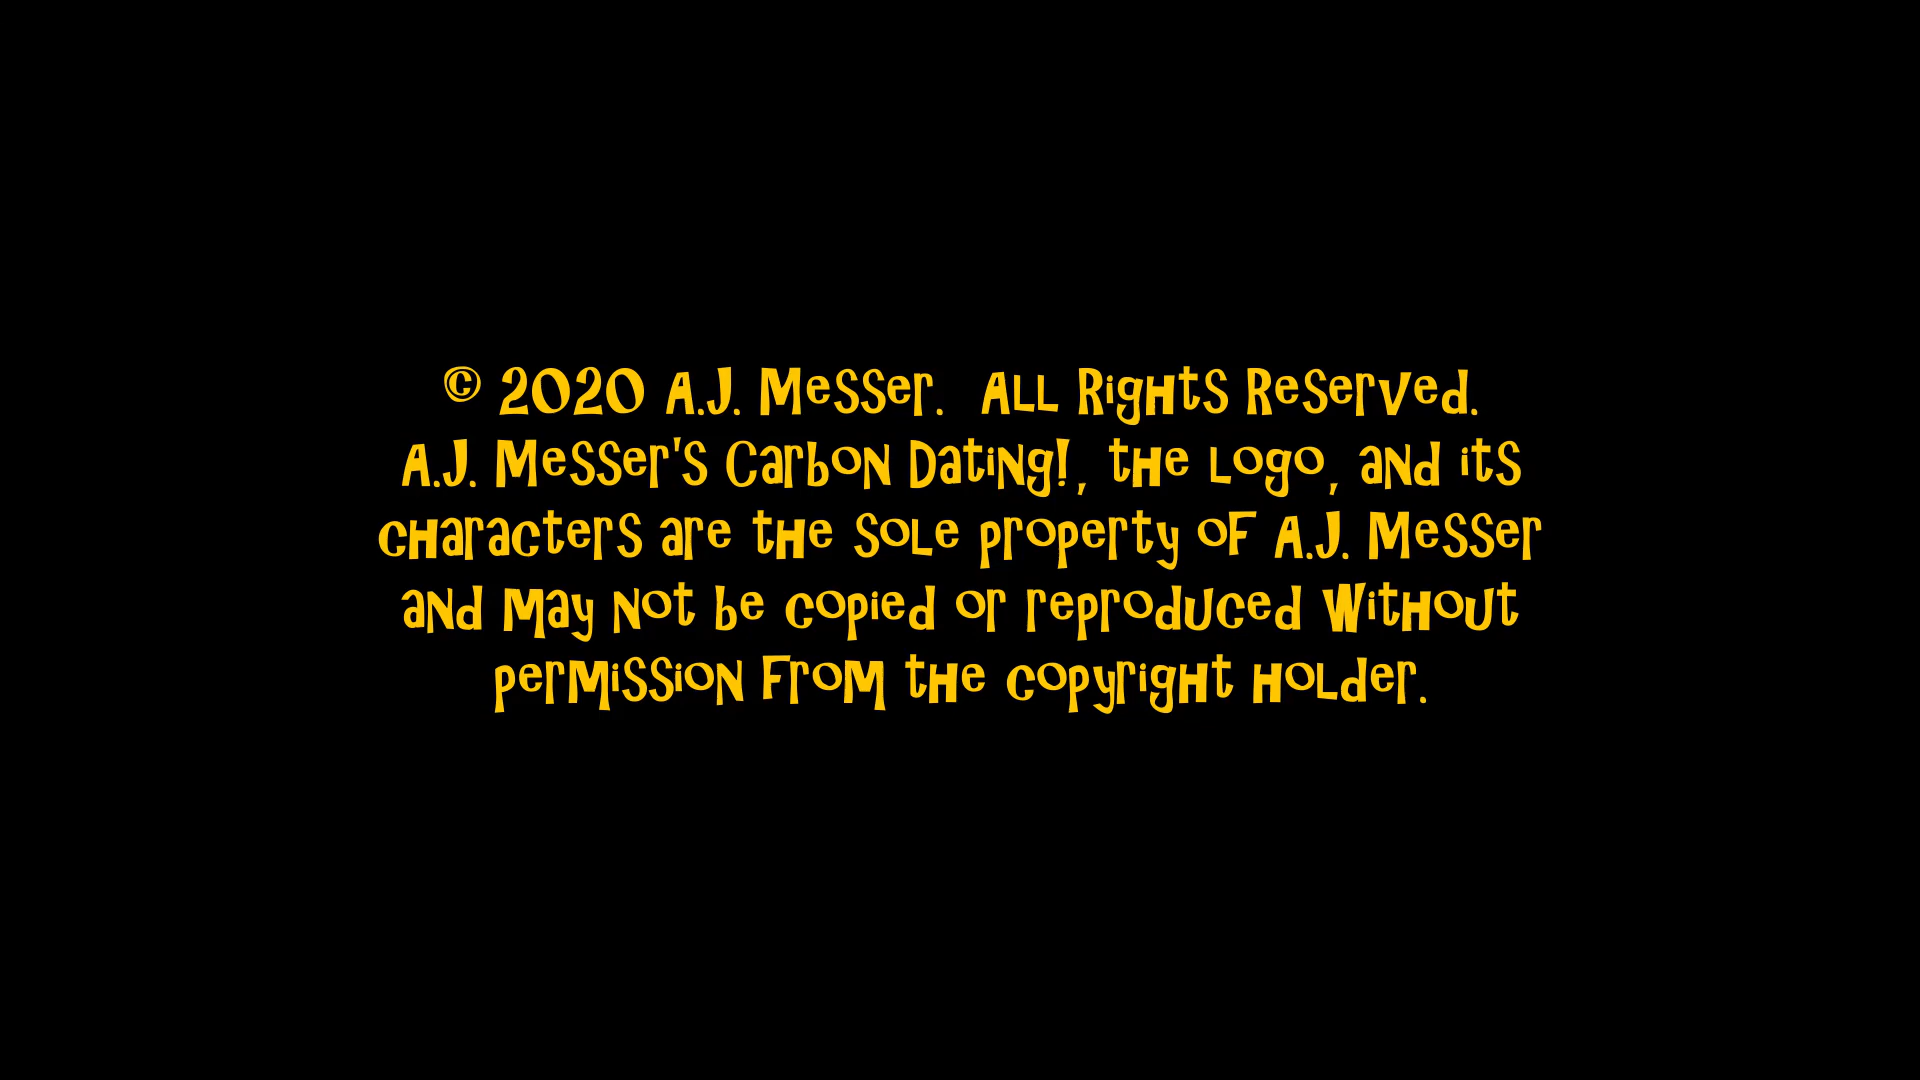 © 2020 A.J. Messer.  All Rights Reserved.
A.J. Messer's Carbon Dating!, the logo, and its
characters are the sole property of A.J. Messer
and may not be copied or reproduced without
permission from the copyright holder.